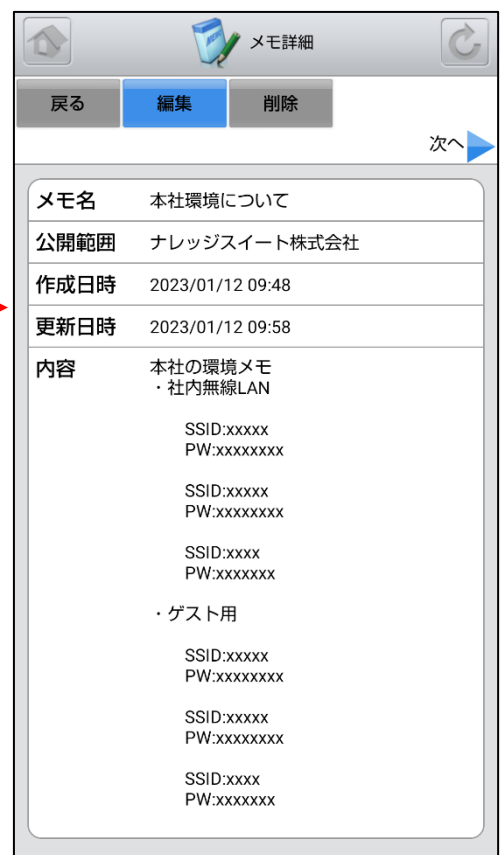 メモ詳細
戻る 編集 削除
次へ
メモ名 本社環境について
公開範囲 ナレッジスイート株式会社
作成日時 2023/01/12 09:48
更新日時 2023/01/12 09:58
内容 本社の環境メモ
・社内無線LAN
SSID:xxxxx
PW:xxxxxxxx
SSID:xxxxx
PW:xxxxxxxx
SSID:xxxx
PW:xxxxxxx
・ゲスト用
SSID:xxxxx
PW:xxxxxxxx
SSID:xxxxx
PW:xxxxxxxx
SSID:xxxx
PW:xxxxxxx